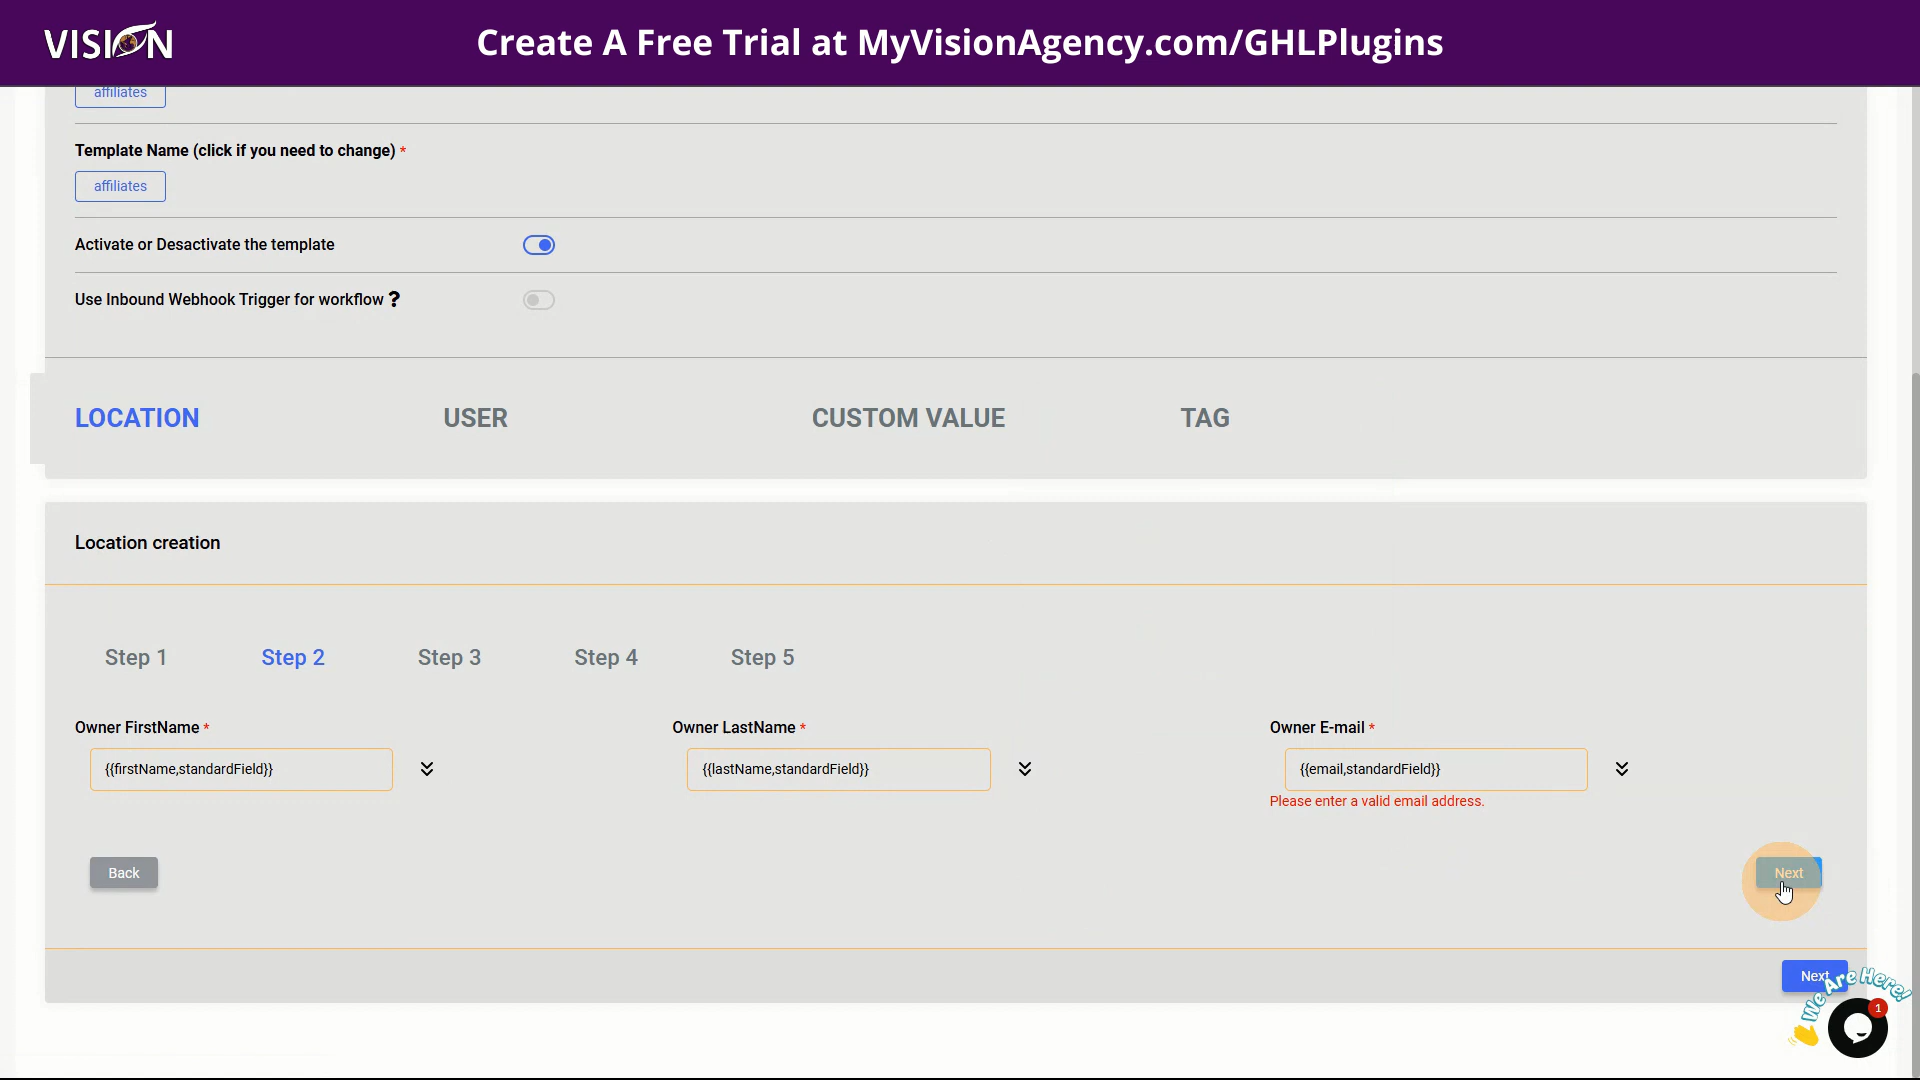 VISION
Create A Free Trial at MyVisionAgency.com/GHLPlugins
affiliates
Template Name (click if you need to change) *
affiliates
Activate or Desactivate the template
Use Inbound Webhook Trigger for workflow ?
LOCATION USER CUSTOM VALUE TAG
Location creation
Step 1 Step 2 Step 3 Step 4 Step 5
Owner FirstName * Owner LastName * Owner E-mail *
{{firstName,standardField}} {{lastName,standardField}} {{email,standardField}}
Please enter a valid email address.
Back Next
Next
We Are Here!
1